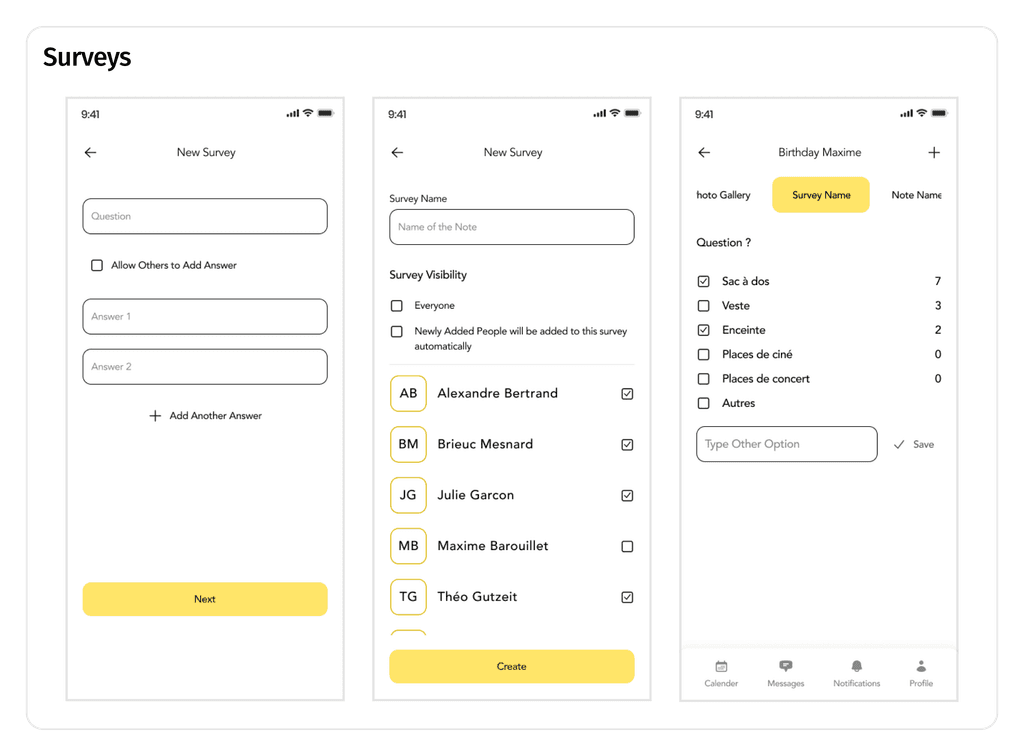 Surveys
9:41
New Survey
Question
Allow Others to Add Answer
Answer 1
Answer 2
Add Another Answer
Next
9:41
New Survey
Survey Name
Name of the Note
Survey Visibility
Everyone
Newly Added People will be added to this survey
automatically
AB Alexandre Bertrand
BM Brieuc Mesnard
JG Julie Garcon
MB Maxime Barouillet
TG Théo Gutzeit
Create
9:41
Birthday Maxime
hoto Gallery Survey Name Note Name
Question ?
Sac à dos 7
Veste 3
Enceinte 2
Places de ciné 0
Places de concert 0
Autres
Type Other Option Save
Calender Messages Notifications Profile